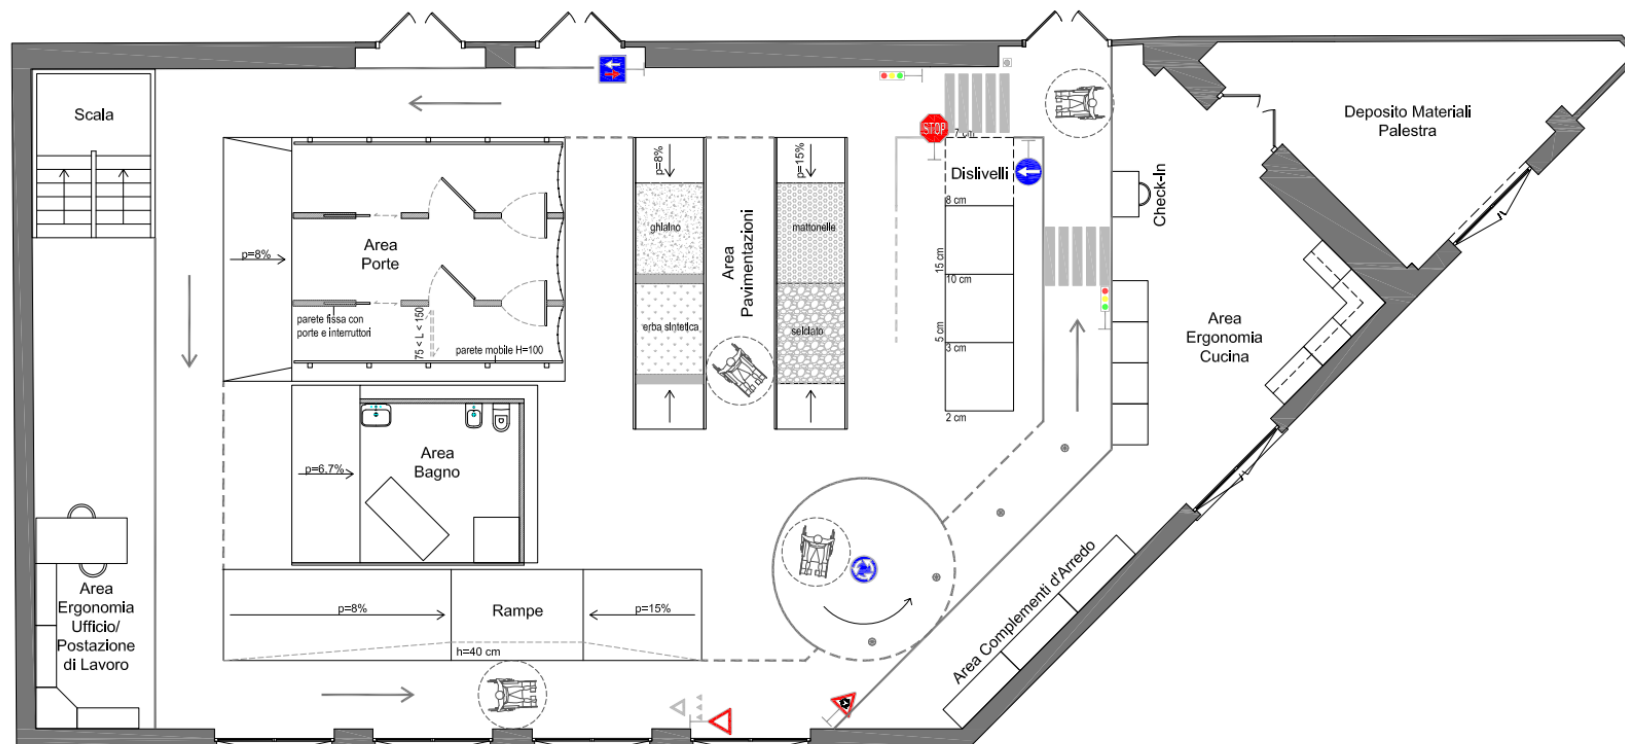 Scala
STOP
7 cm
Deposito Materiali
Palestra
p=8%
p=15%
Dislivelli
8 cm
Check-In
ghiaino
mattonelle
Area
Pavimentazioni
Area
Porte
p=8%
15 cm
10 cm
parete fissa con
porte e interruttori
75 < L < 150
parete mobile H=100
erba sintetica
selciato
5 cm
3 cm
Area
Ergonomia
Cucina
2 cm
Area
Bagno
p=6,7%
Area
Ergonomia
Ufficio/
Postazione
di Lavoro
p=8%
Rampe
p=15%
h=40 cm
Area Complementi d'Arredo